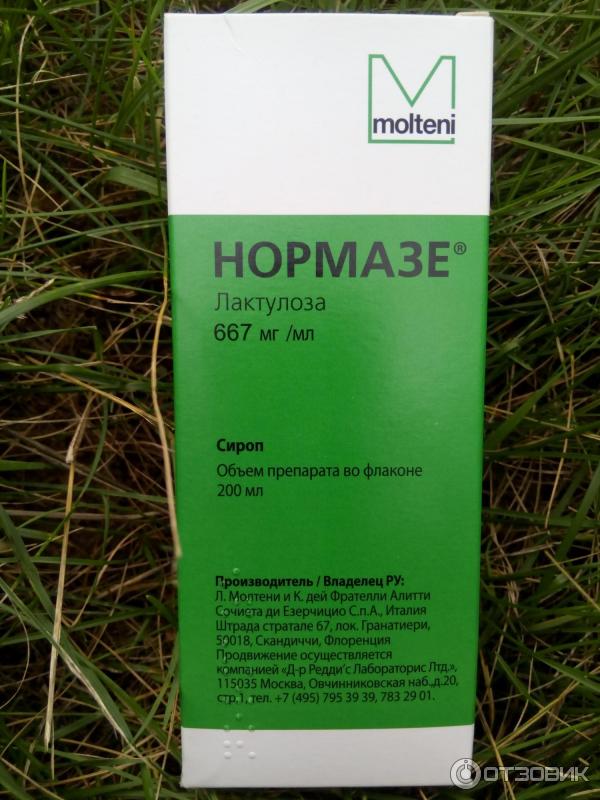 molteni
НОРМАЗЕ®
Лактулоза
667 мг /мл
Сироп
Объем препарата во флаконе
200 мл
Производитель / Владелец РУ:
Л. Молтени и К. дей Фрателли Алитти
Сочиета ди Езерчицио С.п.А., Италия
Штрада стратале 67, лок. Гранатиери,
50018, Скандиччи, Флоренция
Продвижение осуществляется
компанией «Д-р Редди'с Лабораторис Лтд.»,
115035 Москва, Овчинниковская наб.,д.20,
стр.1, тел. +7 (495) 795 39 39, 783 29 01.
ОТЗОВИК